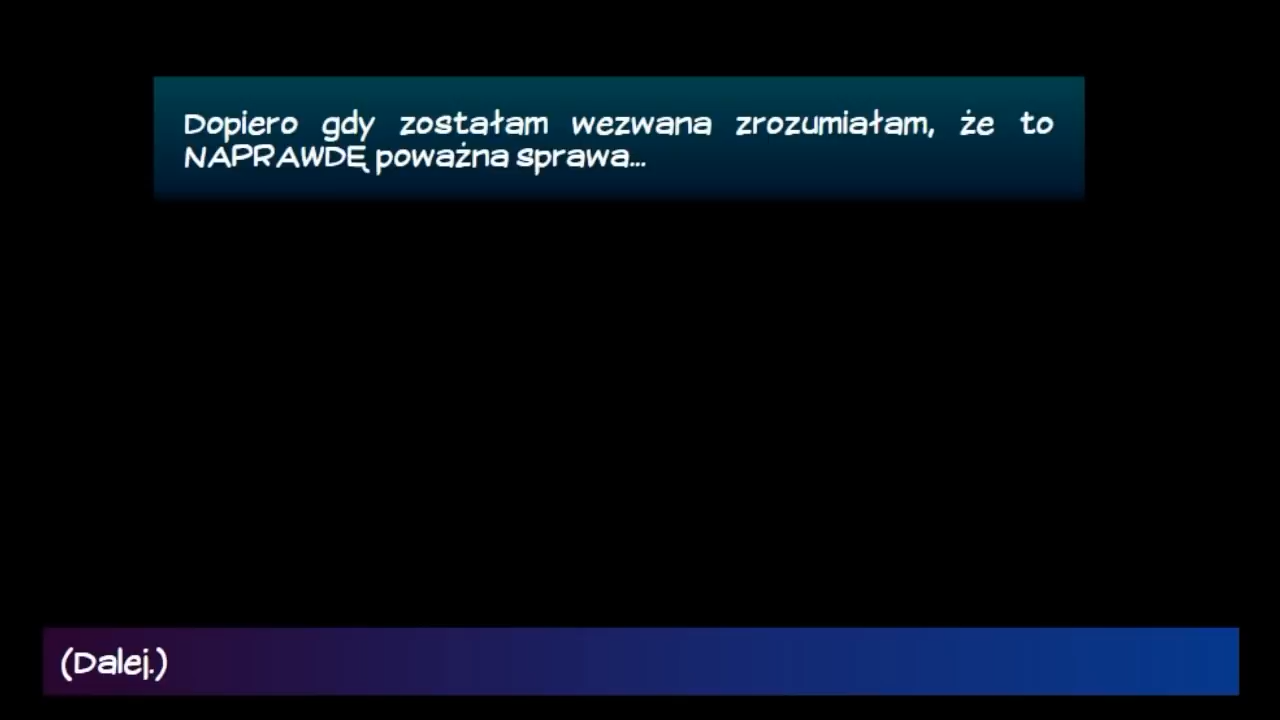 Dopiero gdy zostałam wezwana zrozumiałam, że to
NAPRAWDĘ poważna sprawa...
(Dalej.)